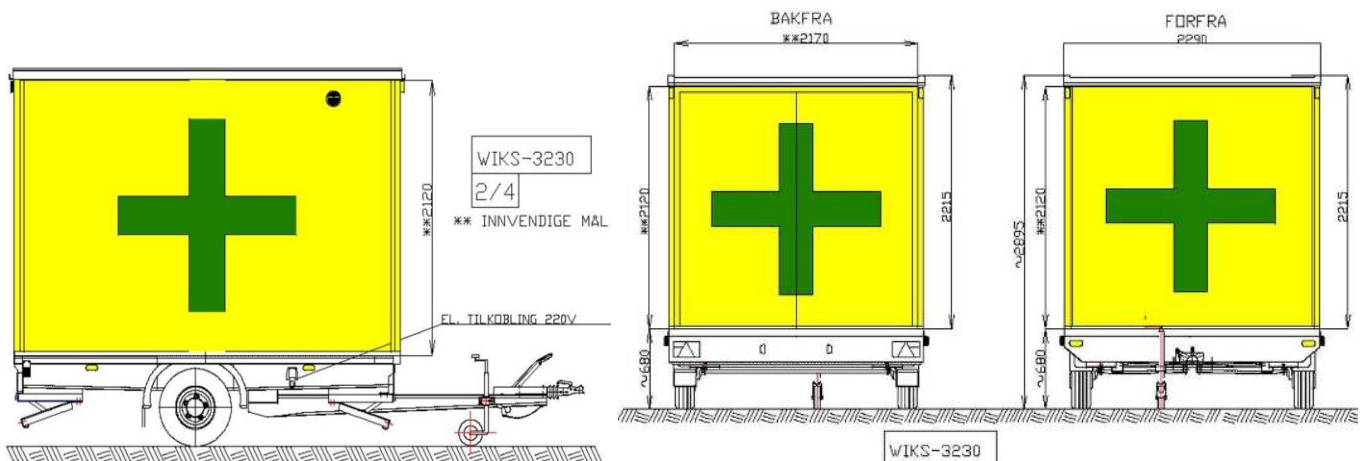 WIKS-3230
2/4
** INNVENDIGE MÅL
**2120
EL. TILKOBLING 220V
BAKFRA
**2170
**2120
2215
~680
FORFRA
2290
~2895
**2120
2215
~680
WIKS-3230